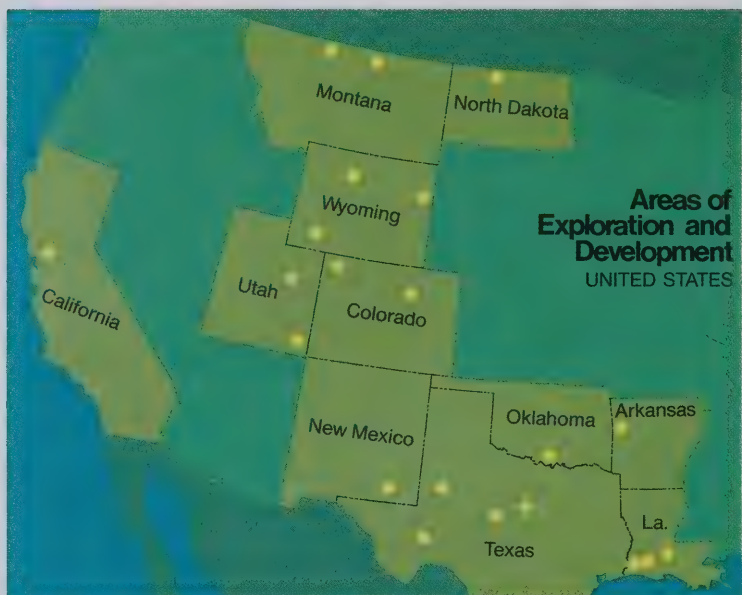 Montana
North Dakota
Wyoming
Areas of
Exploration and
Development
UNITED STATES
Utah
California
Colorado
New Mexico
Oklahoma
Arkansas
La.
Texas